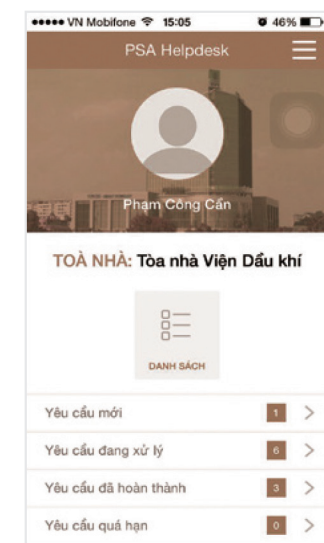 VN Mobifone 15:05 46%
PSA Helpdesk
Phạm Công Cẩn
TOÀ NHÀ: Tòa nhà Viện Dầu khí
DANH SÁCH
Yêu cầu mới 1
Yêu cầu đang xử lý 6
Yêu cầu đã hoàn thành 3
Yêu cầu quá hạn 0